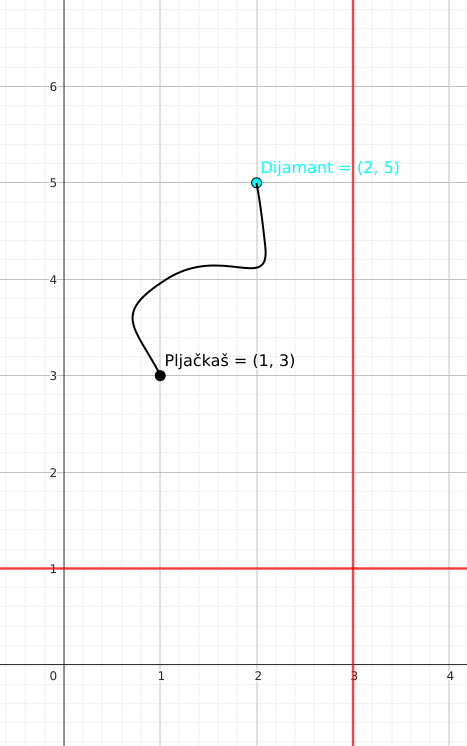 6
Dijamant = (2, 5)
5
4
Pljačkaš = (1, 3)
3
2
1
0 1 2 3 4